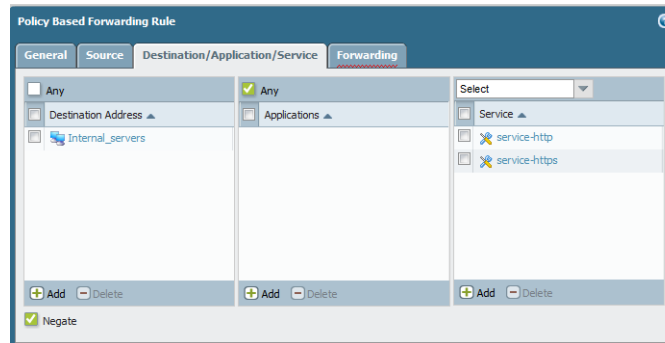 Policy Based Forwarding Rule
General Source Destination/Application/Service Forwarding
Any
Destination Address
Internal_servers
Add Delete
Negate
Any
Applications
Add Delete
Select
Service
service-http
service-https
Add Delete